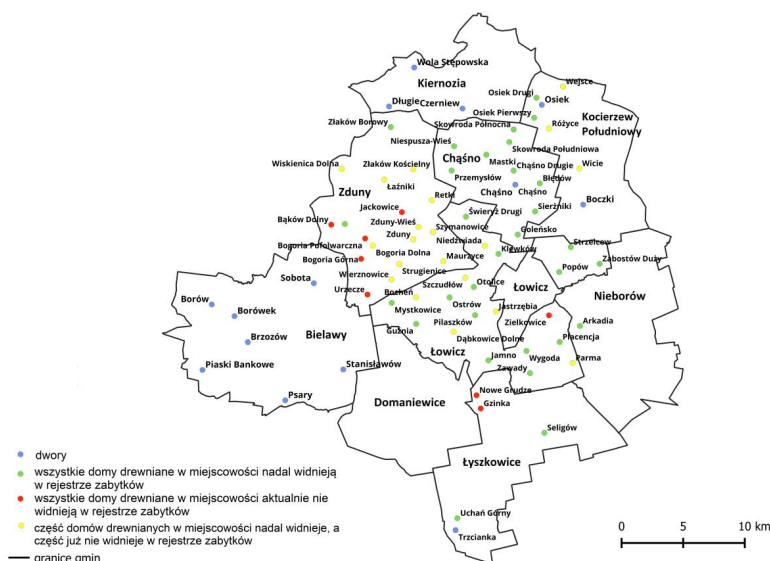 Wola Stępowska
Kiernozia
Wejsce
Osiek Drugi
Osiek
Długie
Czerniew
Osiek Pierwszy
Kocierzew
Południowy
Złaków Borowy
Skowroda Północna
Różyce
Niespusza-Wieś
Skowroda Południowa
Chąśno
Mastki
Wiskienica Dolna
Złaków Kościelny
Chąśno Drugie
Wicie
Przemysłów
Błędów
Łaźniki
Zduny
Chąśno
Chąśno
Retki
Boczki
Jackowice
Świeryż Drugi
Sierżniki
Bąków Dolny
Zduny-Wieś
Szymanowice
Zduny
Niedźwiada
Goleńsko
Bogoria Pofolwarczna
Klewków
Strzelcew
Bogoria Dolna
Maurzyce
Bogoria Górna
Zabostów Duży
Strugienice
Popów
Sobota
Wierznowice
Szczudłów
Otolice
Łowicz
Nieborów
Urzecze
Bocheń
Borów
Mystkowice
Ostrów
Jastrzębia
Borówek
Zielkowice
Pilaszków
Arkadia
Guźnia
Bielawy
Dąbkowice Dolne
Brzozów
Placencja
Łowicz
Jamno
Wygoda
Parma
Piaski Bankowe
Stanisławów
Zawady
Psary
Domaniewice
Nowe Grudze
Gzinka
Seligów
Łyszkowice
Uchań Górny
Trzcianka
dwory
wszystkie domy drewniane w miejscowości nadal widnieją
w rejestrze zabytków
wszystkie domy drewniane w miejscowości aktualnie nie
widnieją w rejestrze zabytków
część domów drewnianych w miejscowości nadal widnieje, a
część już nie widnieje w rejestrze zabytków
granice gmin
0 5 10 km